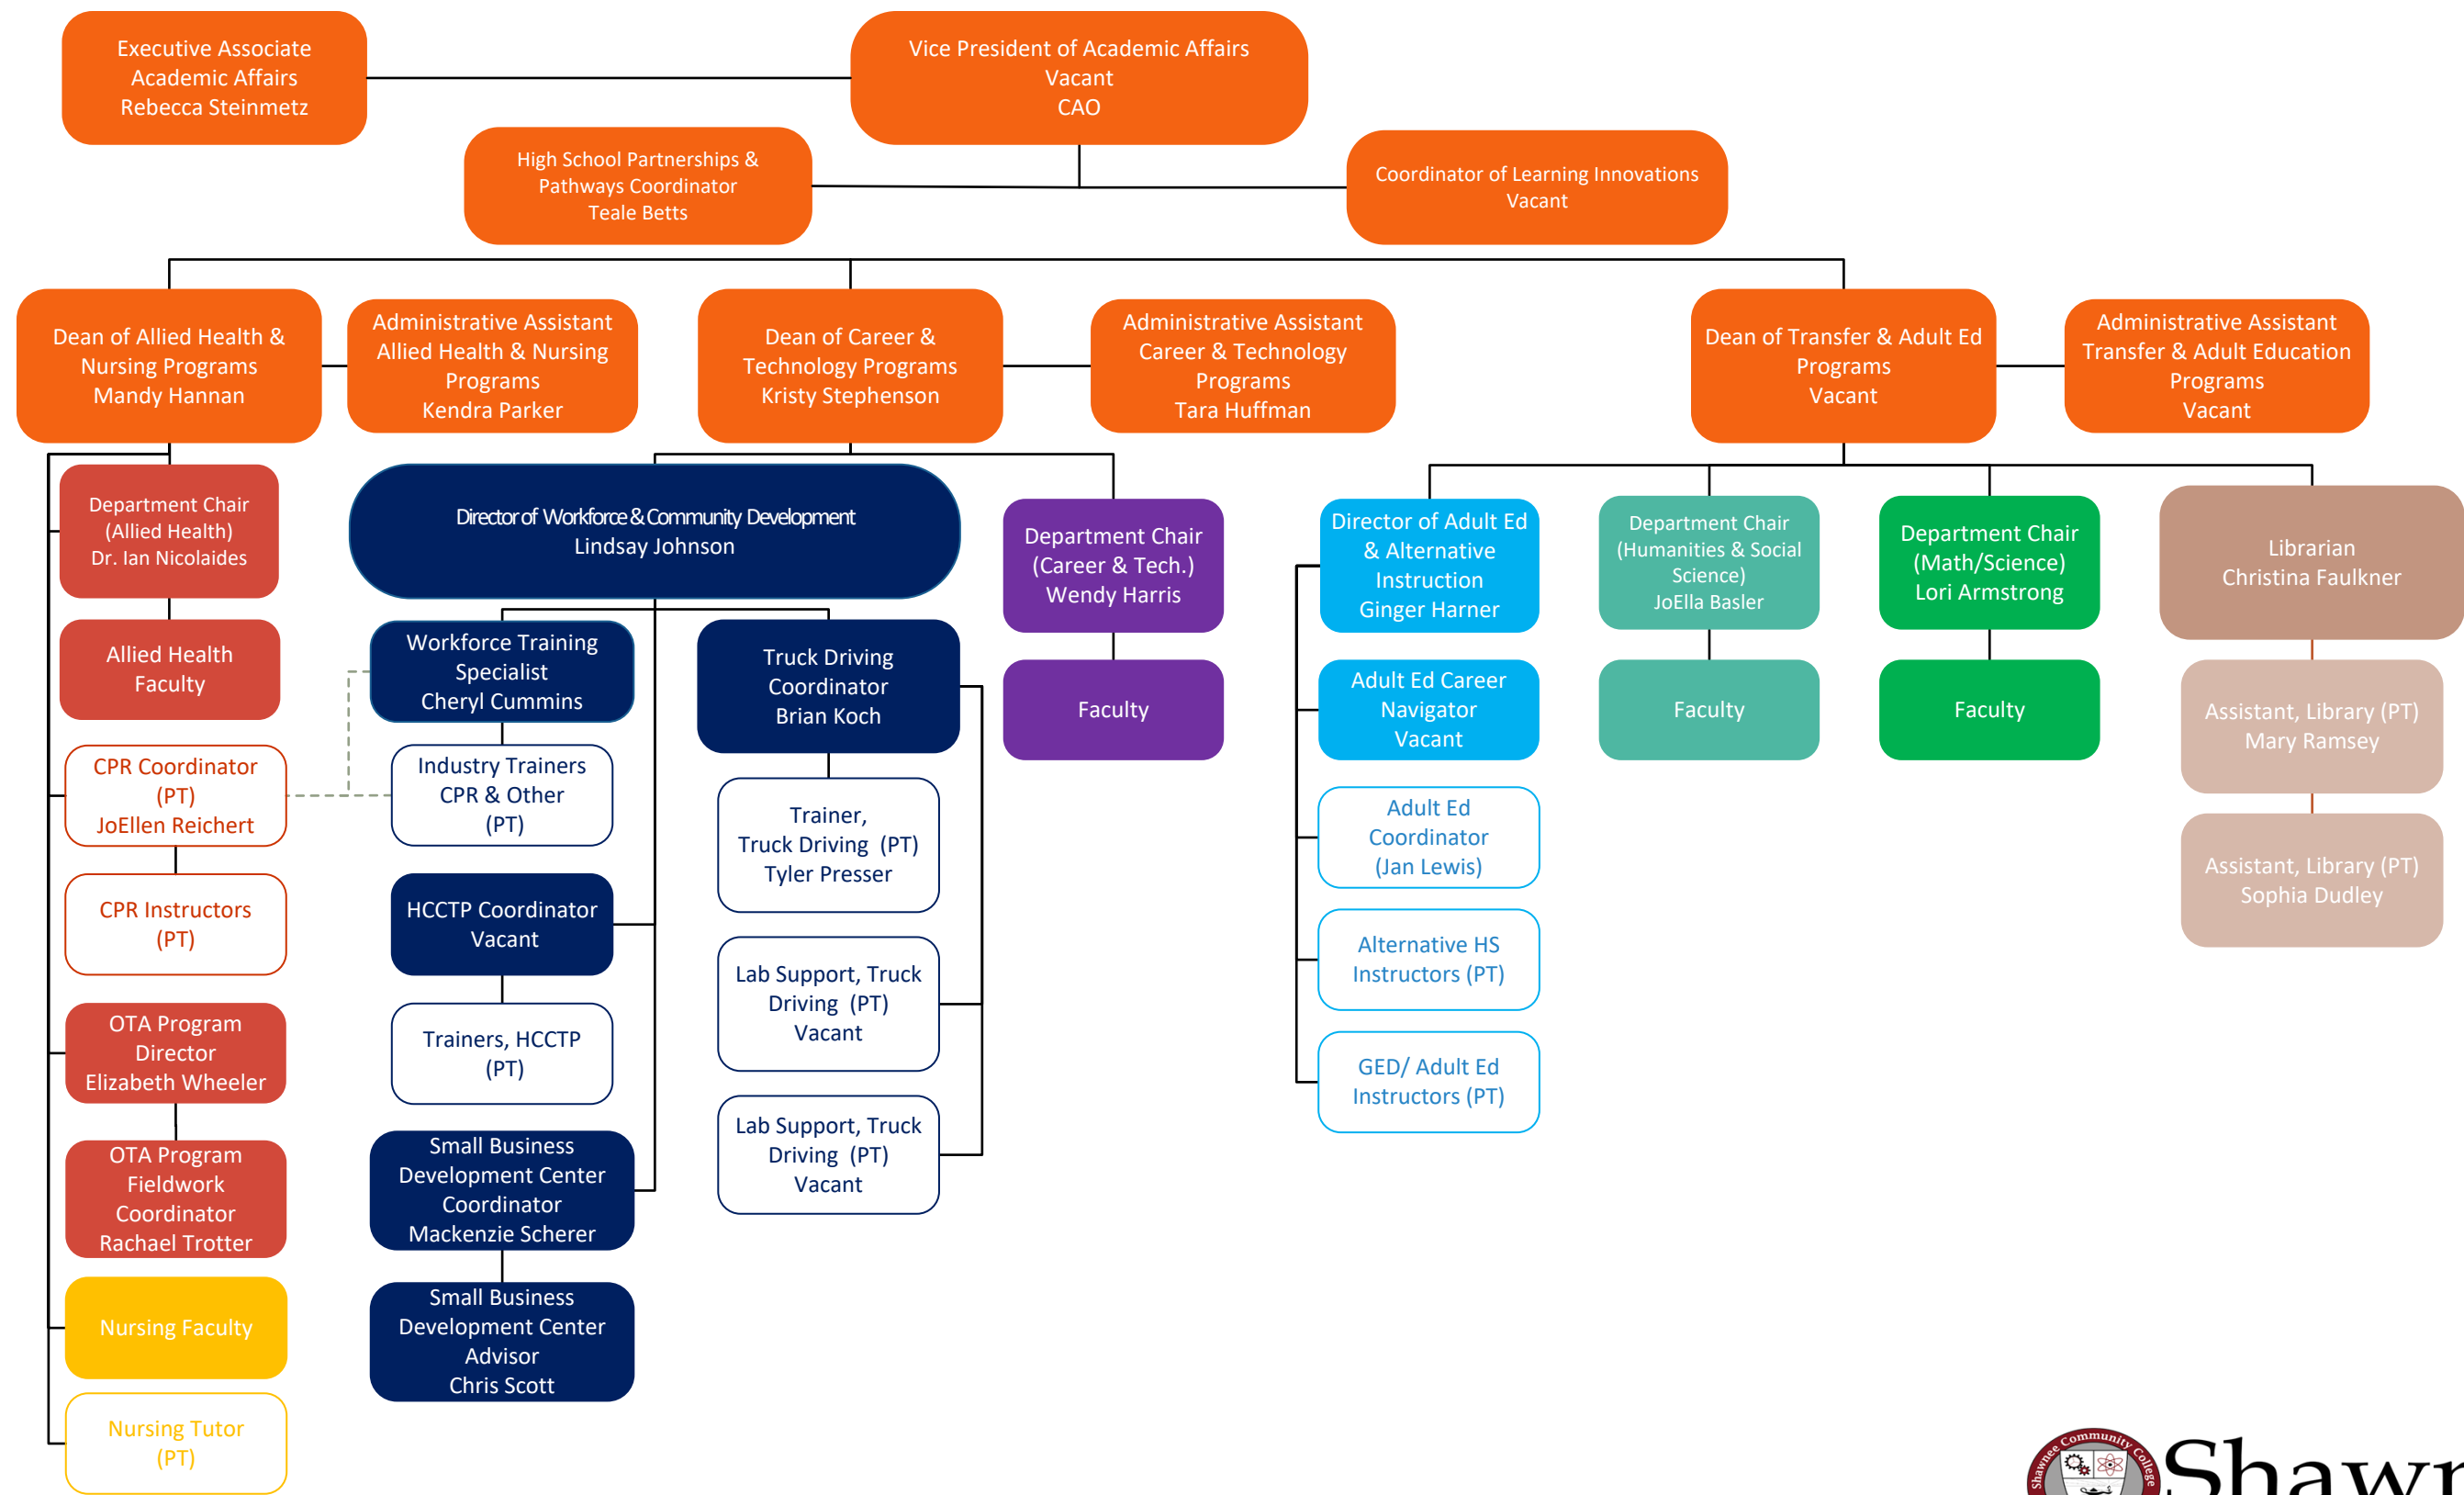 Executive Associate
Academic Affairs
Rebecca Steinmetz
Vice President of Academic Affairs
Vacant
CAO
High School Partnerships &
Pathways Coordinator
Teale Betts
Coordinator of Learning Innovations
Vacant
Dean of Allied Health &
Nursing Programs
Mandy Hannan
Administrative Assistant
Allied Health & Nursing
Programs
Kendra Parker
Dean of Career &
Technology Programs
Kristy Stephenson
Administrative Assistant
Career & Technology
Programs
Tara Huffman
Dean of Transfer & Adult Ed
Programs
Vacant
Administrative Assistant
Transfer & Adult Education
Programs
Vacant
Department Chair
(Allied Health)
Dr. Ian Nicolaides
Allied Health
Faculty
CPR Coordinator
(PT)
JoEllen Reichert
CPR Instructors
(PT)
OTA Program
Director
Elizabeth Wheeler
OTA Program
Fieldwork
Coordinator
Rachael Trotter
Nursing Faculty
Nursing Tutor
(PT)
Director of Workforce & Community Development
Lindsay Johnson
Workforce Training
Specialist
Cheryl Cummins
Industry Trainers
CPR & Other
(PT)
HCCTP Coordinator
Vacant
Trainers, HCCTP
(PT)
Small Business
Development Center
Coordinator
Mackenzie Scherer
Small Business
Development Center
Advisor
Chris Scott
Truck Driving
Coordinator
Brian Koch
Trainer,
Truck Driving (PT)
Tyler Presser
Lab Support, Truck
Driving (PT)
Vacant
Lab Support, Truck
Driving (PT)
Vacant
Department Chair
(Career & Tech.)
Wendy Harris
Faculty
Director of Adult Ed
& Alternative
Instruction
Ginger Harner
Adult Ed Career
Navigator
Vacant
Adult Ed
Coordinator
(Jan Lewis)
Alternative HS
Instructors (PT)
GED/ Adult Ed
Instructors (PT)
Department Chair
(Humanities & Social
Science)
JoElla Basler
Faculty
Department Chair
(Math/Science)
Lori Armstrong
Faculty
Librarian
Christina Faulkner
Assistant, Library (PT)
Mary Ramsey
Assistant, Library (PT)
Sophia Dudley
Shawnee Community College
Shawn